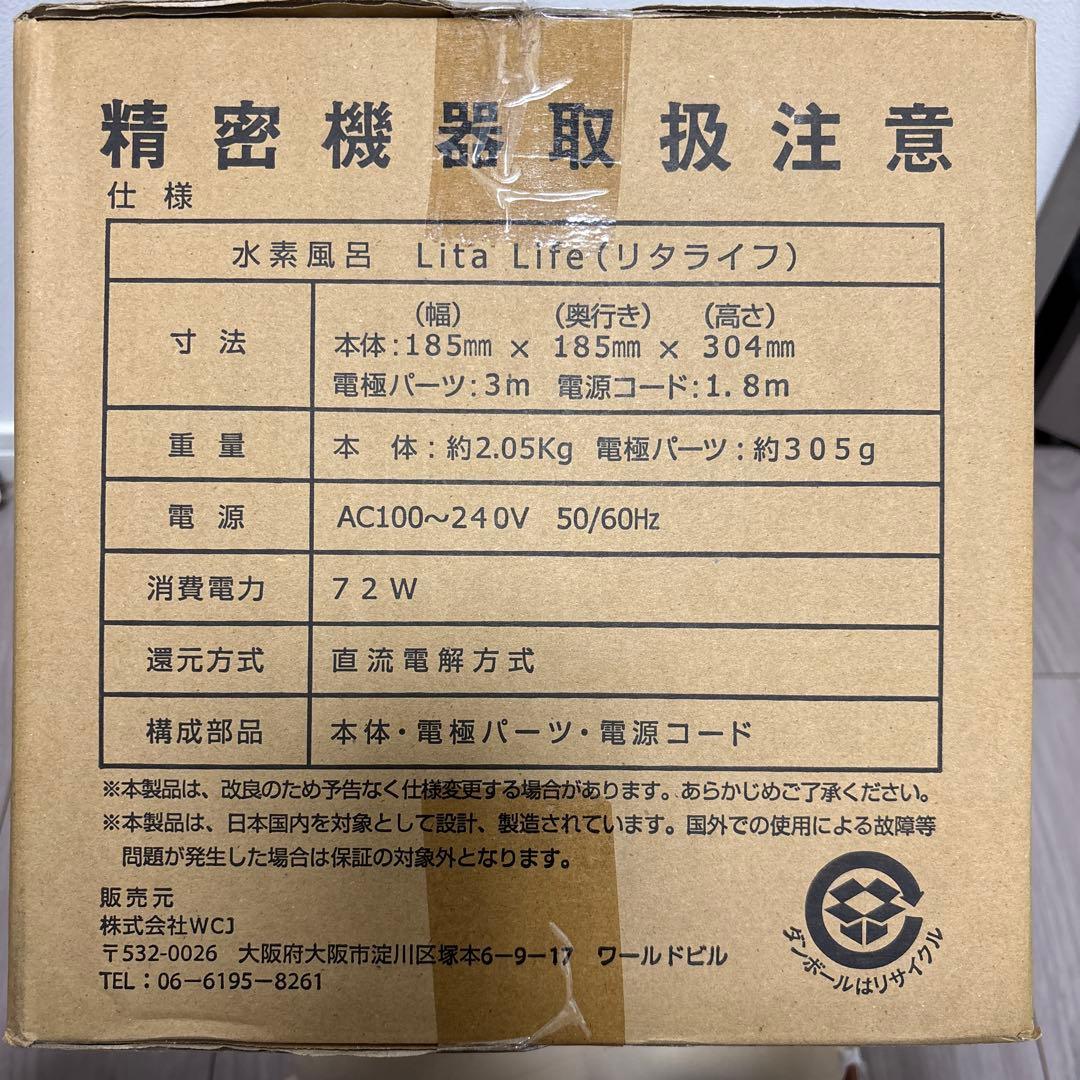 精密機器取扱注意
仕様
水素風呂 Lita Life(リタライフ)
寸法
(幅) (奥行き) (高さ)
本体:185㎜ × 185㎜ × 304㎜
電極パーツ:3m 電源コード:1.8m
重量
本 体:約2.05Kg 電極パーツ:約305g
電源
AC100〜240V 50/60Hz
消費電力
72W
還元方式
直流電解方式
構成部品
本体・電極パーツ・電源コード
※本製品は、改良のため予告なく仕様変更する場合があります。あらかじめご了承ください。
※本製品は、日本国内を対象として設計、製造されています。国外での使用による故障等
問題が発生した場合は保証の対象外となります。
販売元
株式会社WCJ
〒532-0026 大阪府大阪市淀川区塚本6−9−17 ワールドビル
TEL:06−6195−8261
ダンボールはリサイクル